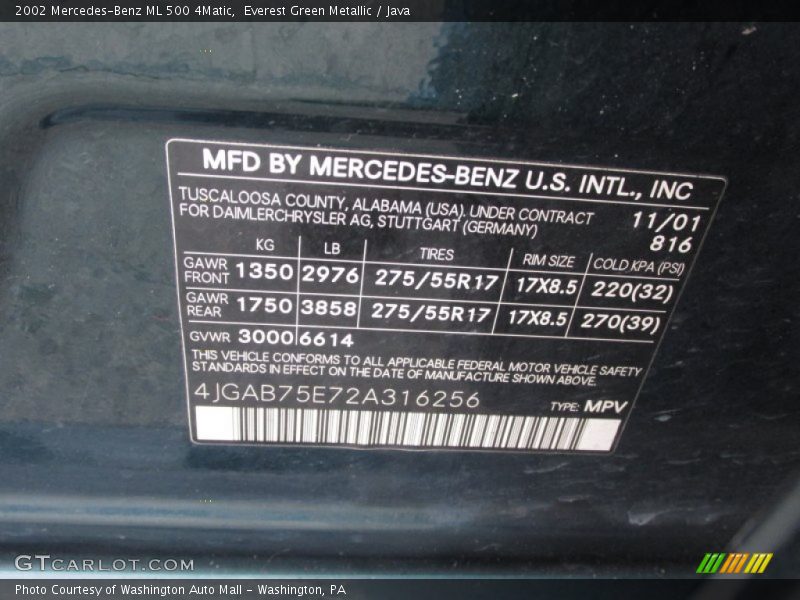 2002 Mercedes-Benz ML 500 4Matic,  Everest Green Metallic / Java
MFD BY MERCEDES-BENZ U.S. INTL., INC
TUSCALOOSA COUNTY, ALABAMA (USA). UNDER CONTRACT 11/01
FOR DAIMLERCHRYSLER AG, STUTTGART (GERMANY) 816
KG LB TIRES RIM SIZE COLD KPA (PSI)
GAWR FRONT 1350 2976 275/55R17 17X8.5 220(32)
GAWR REAR 1750 3858 275/55R17 17X8.5 270(39)
GVWR 3000 6614
THIS VEHICLE CONFORMS TO ALL APPLICABLE FEDERAL MOTOR VEHICLE SAFETY
STANDARDS IN EFFECT ON THE DATE OF MANUFACTURE SHOWN ABOVE.
4JGAB75E72A316256 TYPE: MPV
GTCARLOT.COM
Photo Courtesy of Washington Auto Mall - Washington, PA